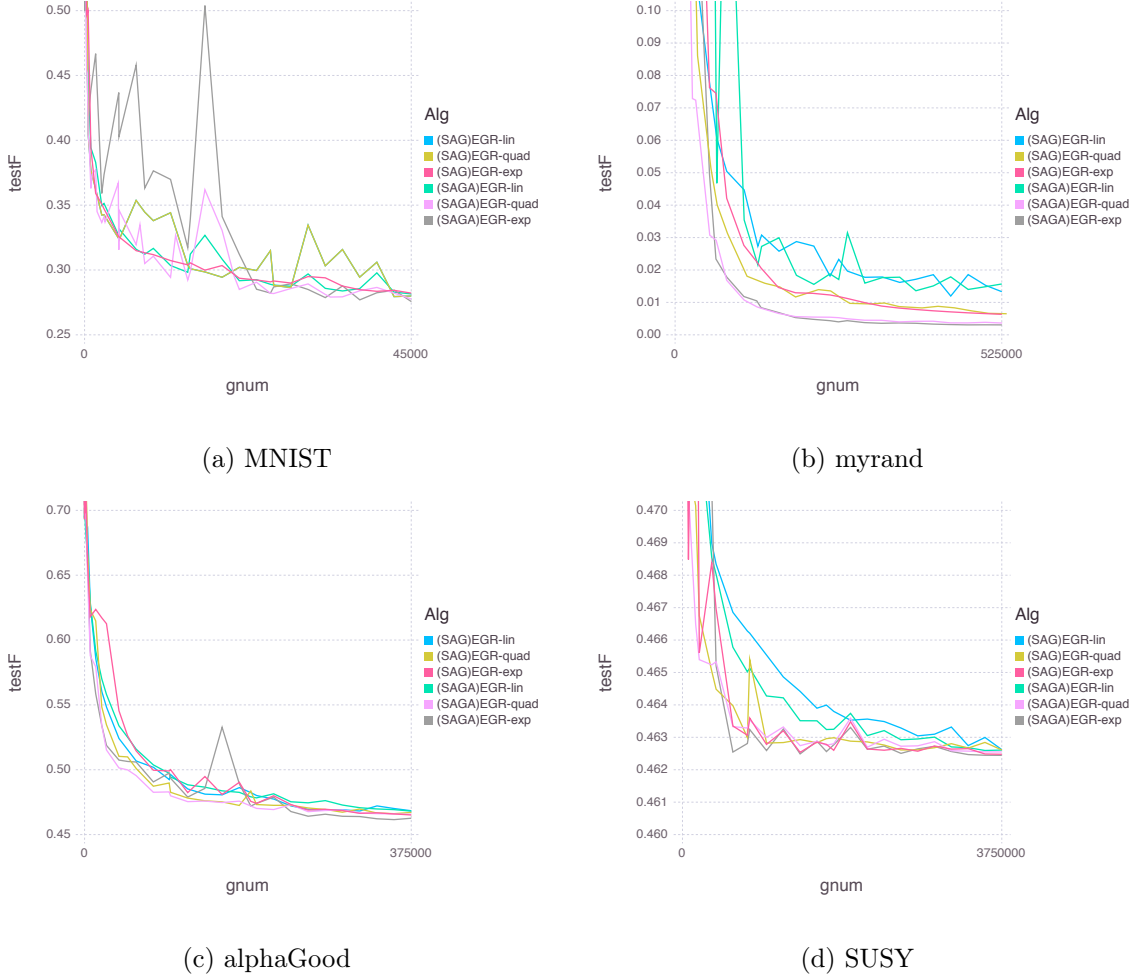 testF
0.50
0.45
0.40
0.35
0.30
0.25
0
45000
gnum
Alg
(SAG)EGR-lin
(SAG)EGR-quad
(SAG)EGR-exp
(SAGA)EGR-lin
(SAGA)EGR-quad
(SAGA)EGR-exp
(a) MNIST
testF
0.10
0.09
0.08
0.07
0.06
0.05
0.04
0.03
0.02
0.01
0.00
0
525000
gnum
Alg
(SAG)EGR-lin
(SAG)EGR-quad
(SAG)EGR-exp
(SAGA)EGR-lin
(SAGA)EGR-quad
(SAGA)EGR-exp
(b) myrand
testF
0.70
0.65
0.60
0.55
0.50
0.45
0
375000
gnum
Alg
(SAG)EGR-lin
(SAG)EGR-quad
(SAG)EGR-exp
(SAGA)EGR-lin
(SAGA)EGR-quad
(SAGA)EGR-exp
(c) alphaGood
testF
0.470
0.469
0.468
0.467
0.466
0.465
0.464
0.463
0.462
0.461
0.460
0
3750000
gnum
Alg
(SAG)EGR-lin
(SAG)EGR-quad
(SAG)EGR-exp
(SAGA)EGR-lin
(SAGA)EGR-quad
(SAGA)EGR-exp
(d) SUSY